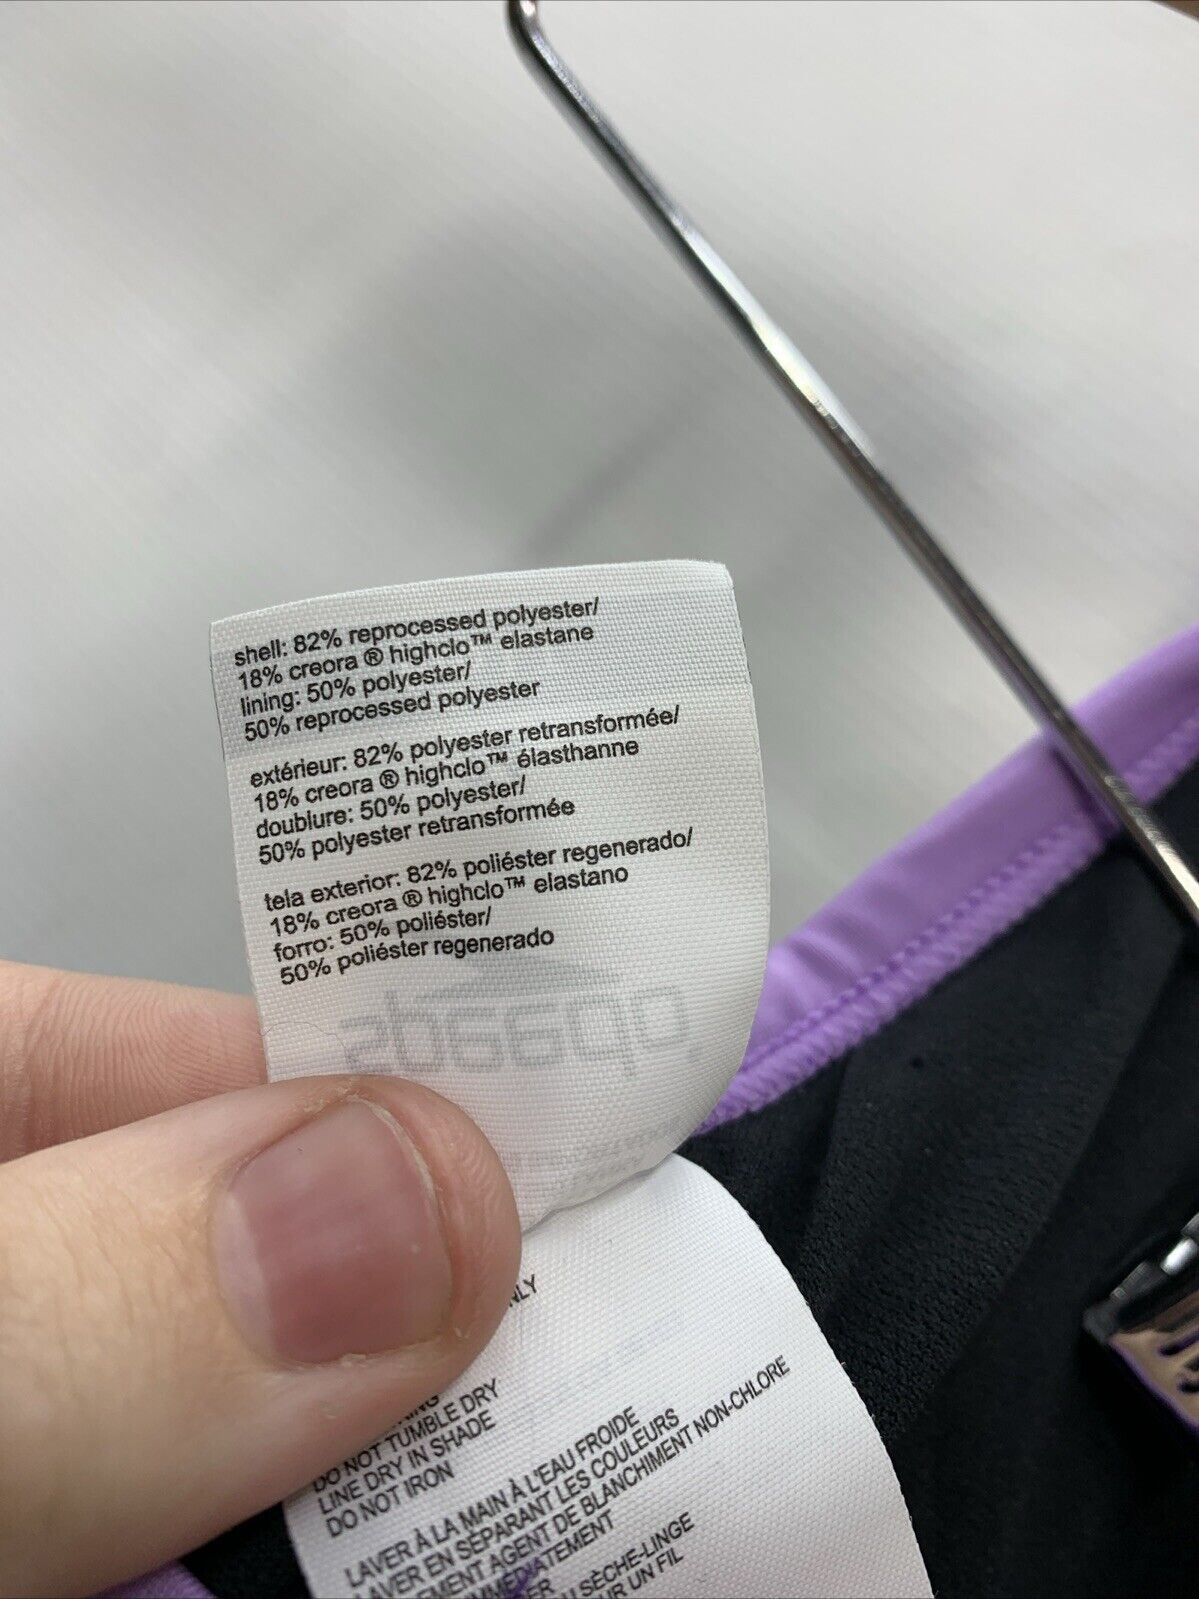 shell: 82% reprocessed polyester/
18% creora ® highclo™ elastane
lining: 50% polyester/
50% reprocessed polyester
extérieur: 82% polyester retransformée/
18% creora ® highclo™ élasthanne
doublure: 50% polyester/
50% polyester retransformée
tela exterior: 82% poliéster regenerado/
18% creora ® highclo™ elastano
forro: 50% poliéster/
50% poliéster regenerado
DO NOT TUMBLE DRY
LINE DRY IN SHADE
DO NOT IRON
LAVER À LA MAIN À L'EAU FROIDE
LAVER EN SÉPARANT LES COULEURS
AGENT DE BLANCHIMENT NON-CHLORE
SÈCHE-LINGE
UN FIL